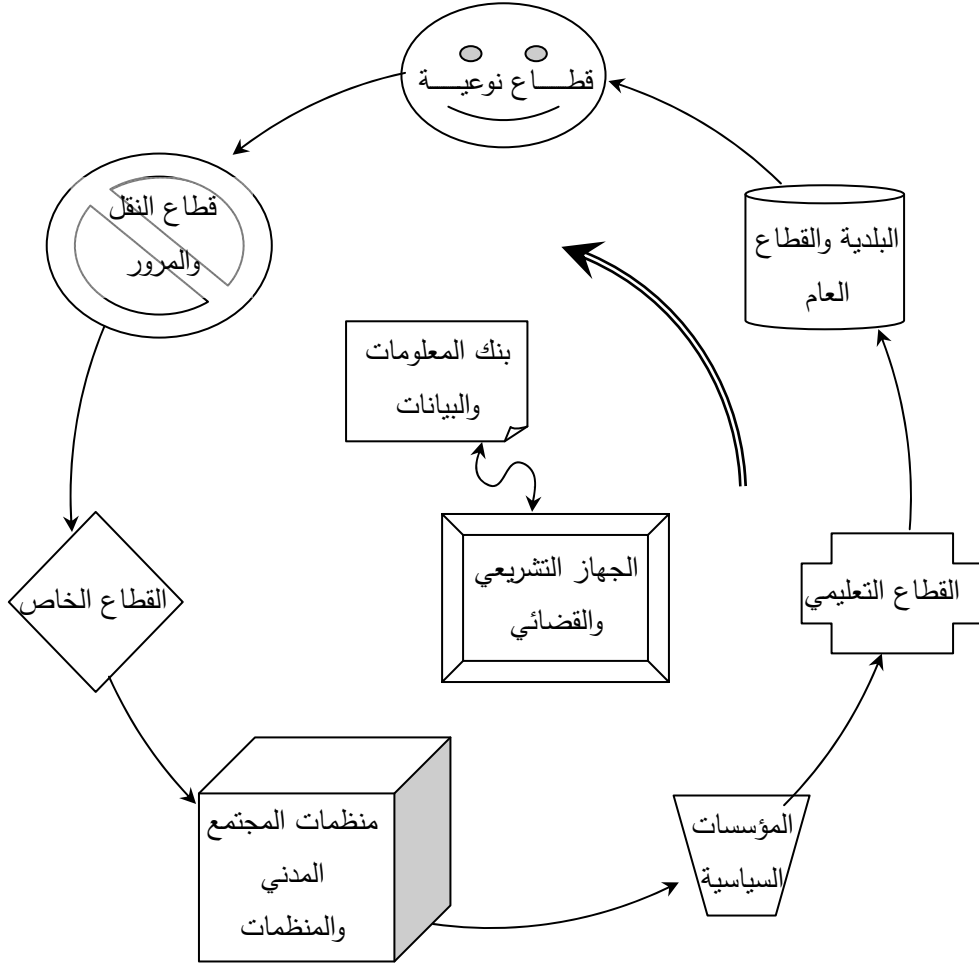 قطـــاع نوعيـــة
قطاع النقل
والمرور
البلدية والقطاع
العام
بنك المعلومات
والبيانات
الجهاز التشريعي
والقضائي
القطاع الخاص
القطاع التعليمي
منظمات المجتمع
المدني
والمنظمات
المؤسسات
السياسية